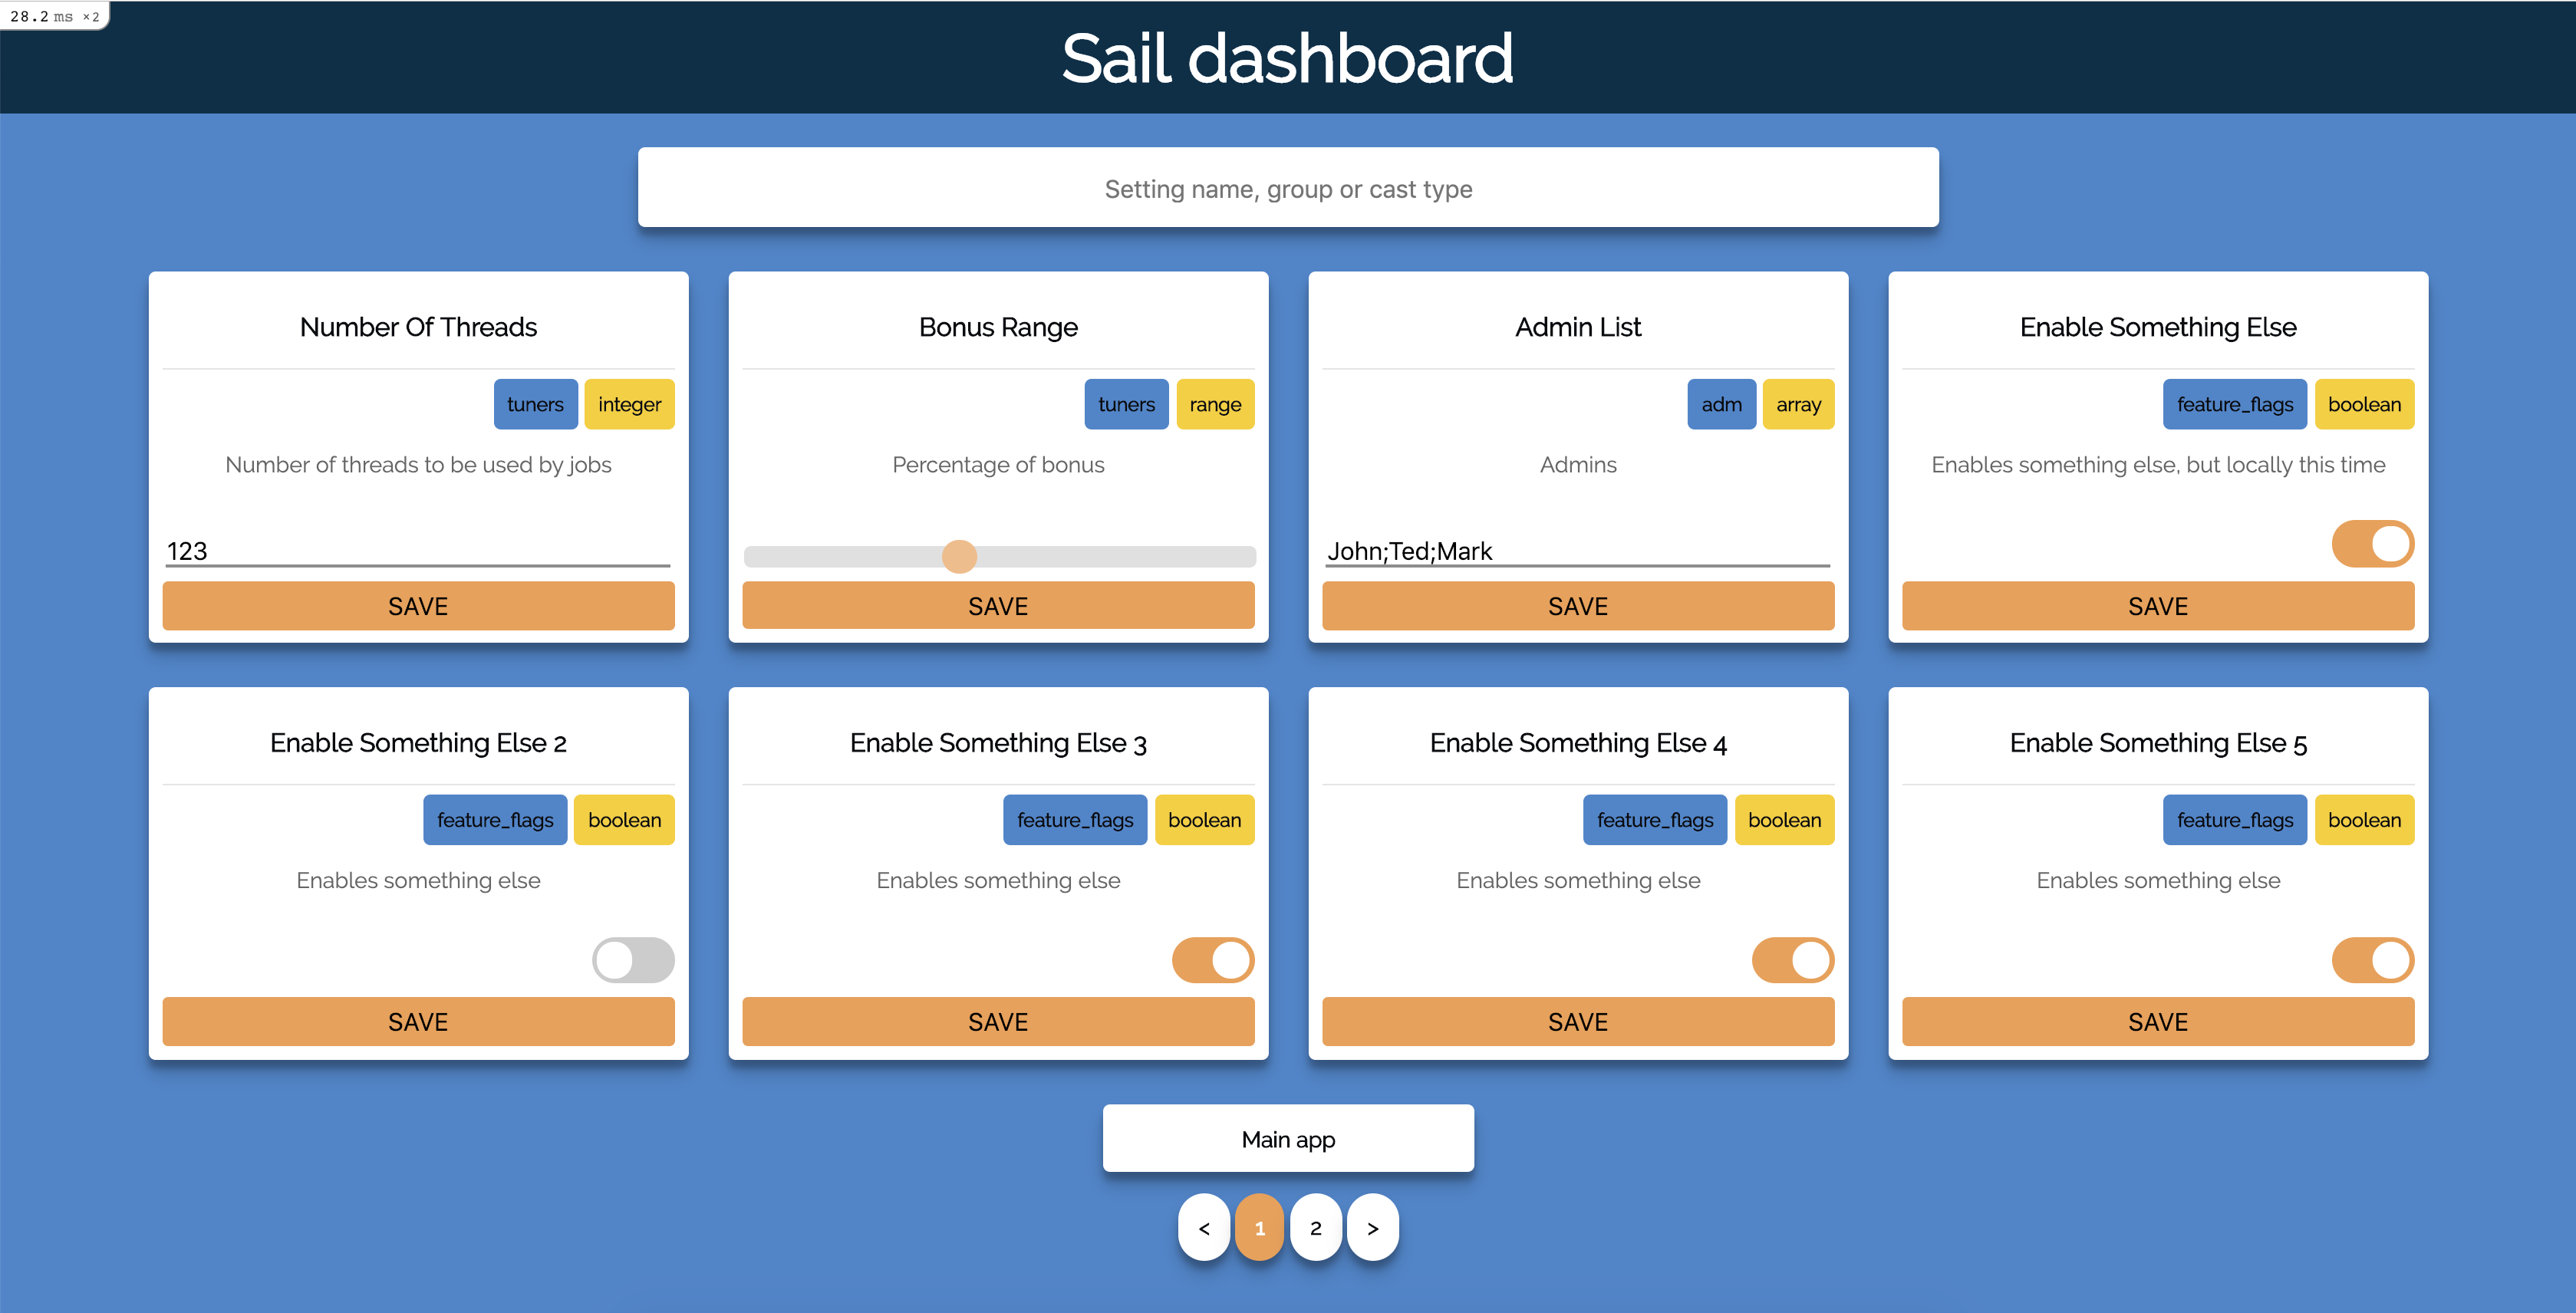 28.2 ms ×2
Sail dashboard
Setting name, group or cast type
Number Of Threads
tuners integer
Number of threads to be used by jobs
123
SAVE
Bonus Range
tuners range
Percentage of bonus
SAVE
Admin List
adm array
Admins
John;Ted;Mark
SAVE
Enable Something Else
feature_flags boolean
Enables something else, but locally this time
SAVE
Enable Something Else 2
feature_flags boolean
Enables something else
SAVE
Enable Something Else 3
feature_flags boolean
Enables something else
SAVE
Enable Something Else 4
feature_flags boolean
Enables something else
SAVE
Enable Something Else 5
feature_flags boolean
Enables something else
SAVE
Main app
< 1 2 >